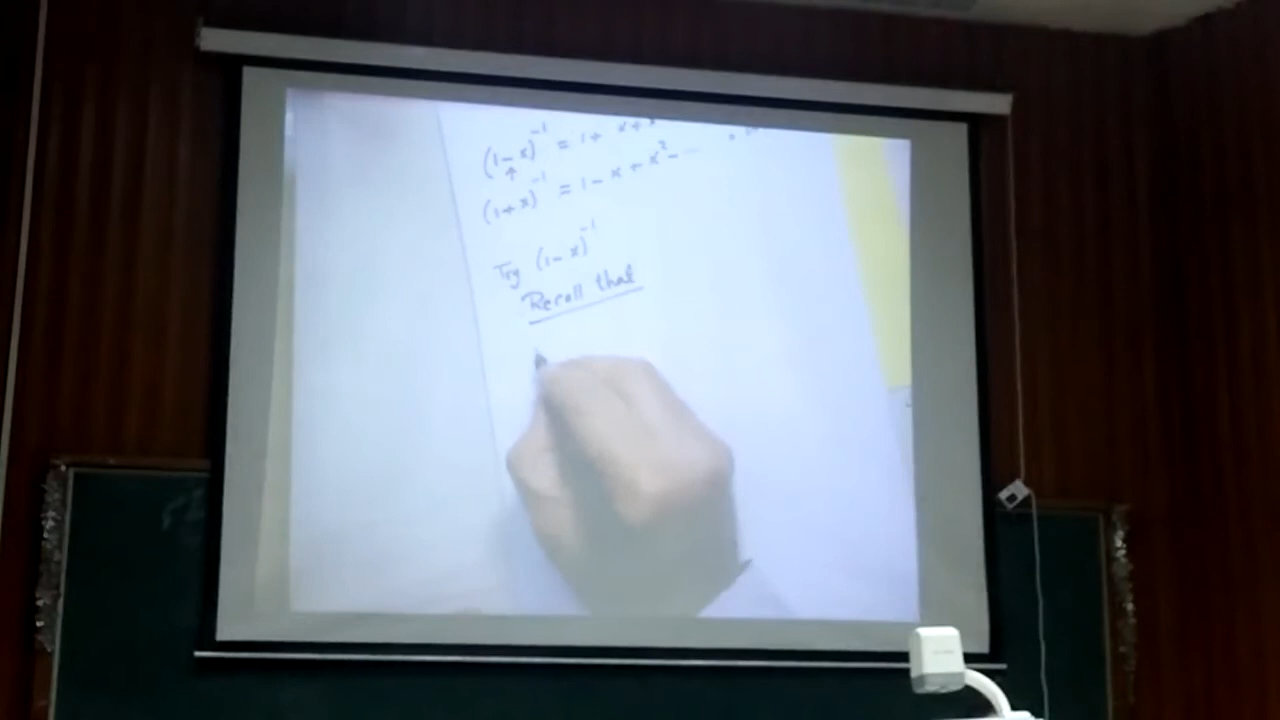 (1-x)^-1 = 1 + x + x
(1+x)^-1 = 1 - x + x^2 - ...
Try (1-x)^-1
Recall that